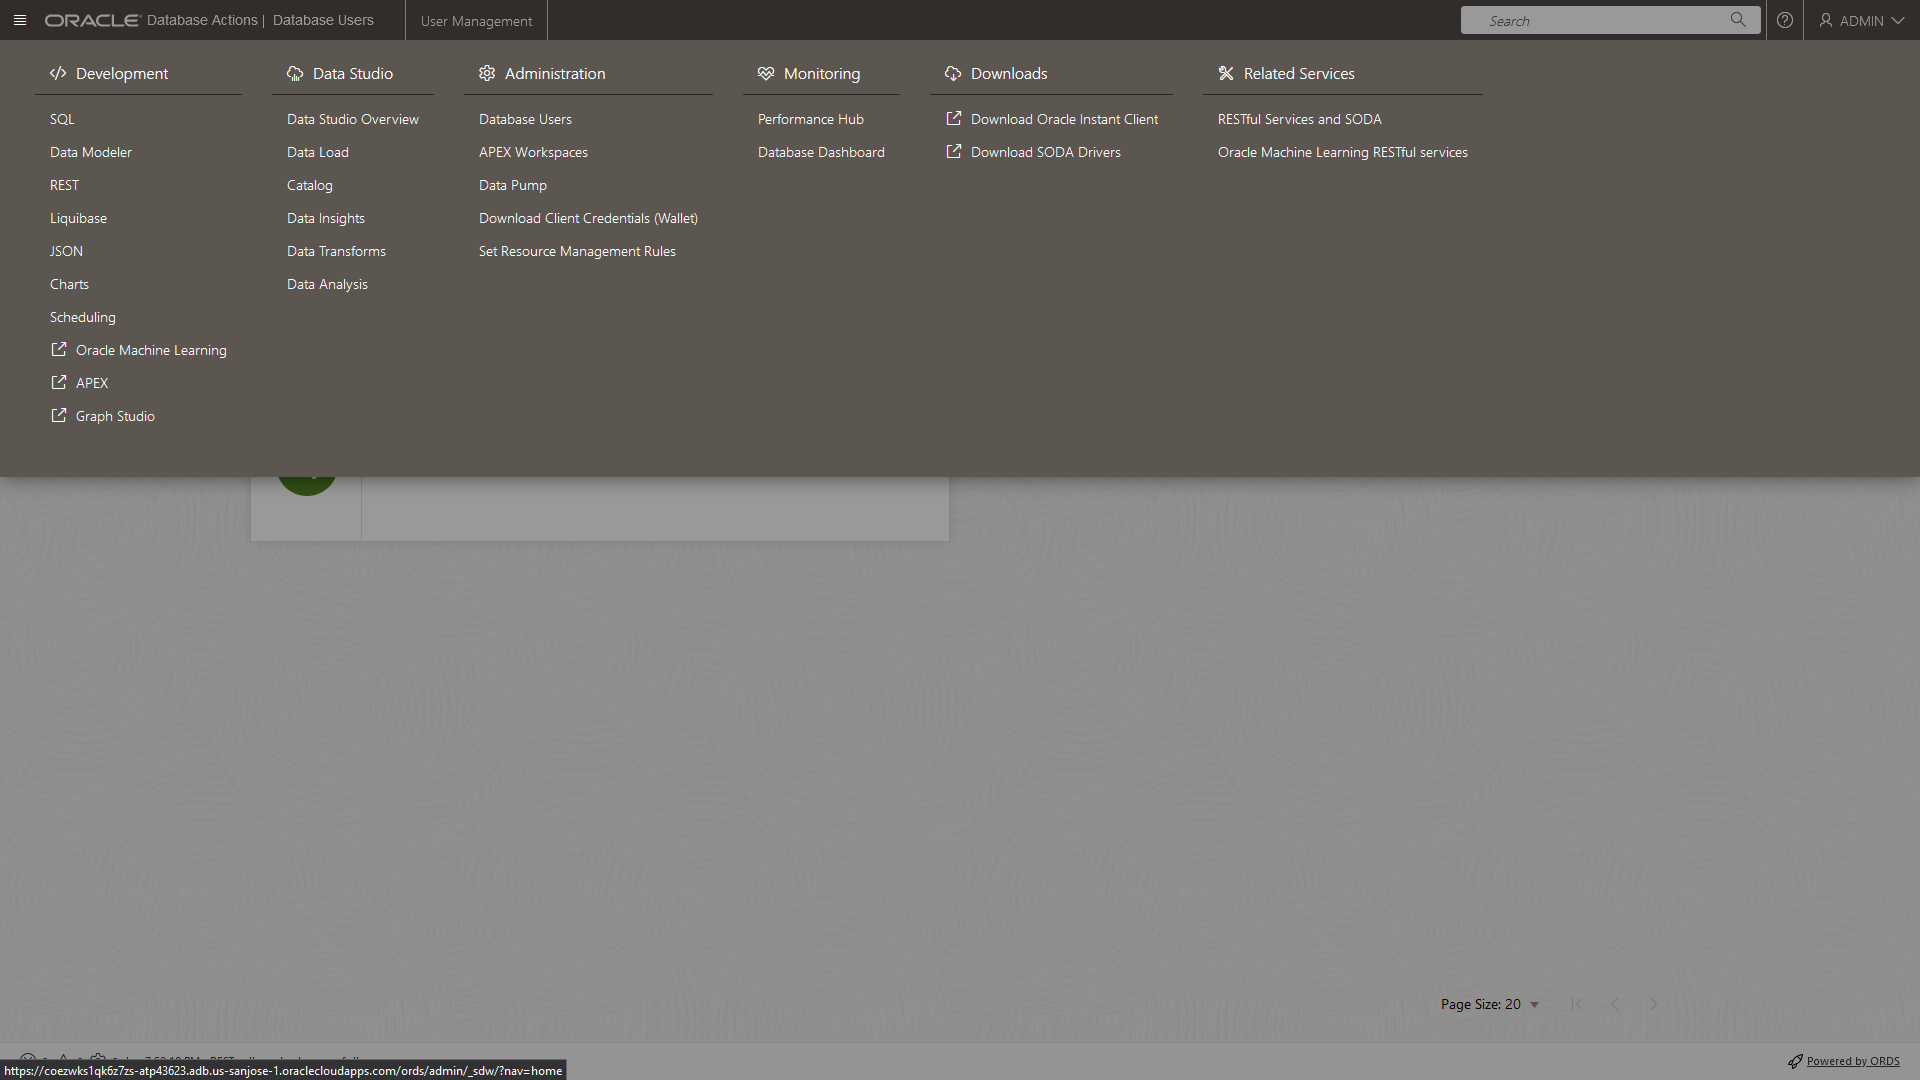 ORACLE Database Actions | Database Users
User Management
Search
ADMIN
Development
SQL
Data Modeler
REST
Liquibase
JSON
Charts
Scheduling
Oracle Machine Learning
APEX
Graph Studio
Data Studio
Data Studio Overview
Data Load
Catalog
Data Insights
Data Transforms
Data Analysis
Administration
Database Users
APEX Workspaces
Data Pump
Download Client Credentials (Wallet)
Set Resource Management Rules
Monitoring
Performance Hub
Database Dashboard
Downloads
Download Oracle Instant Client
Download SODA Drivers
Related Services
RESTful Services and SODA
Oracle Machine Learning RESTful services
Page Size: 20
https://coezwks1qk6z7zs-atp43623.adb.us-sanjose-1.oraclecloudapps.com/ords/admin/_sdw/?nav=home
Powered by ORDS